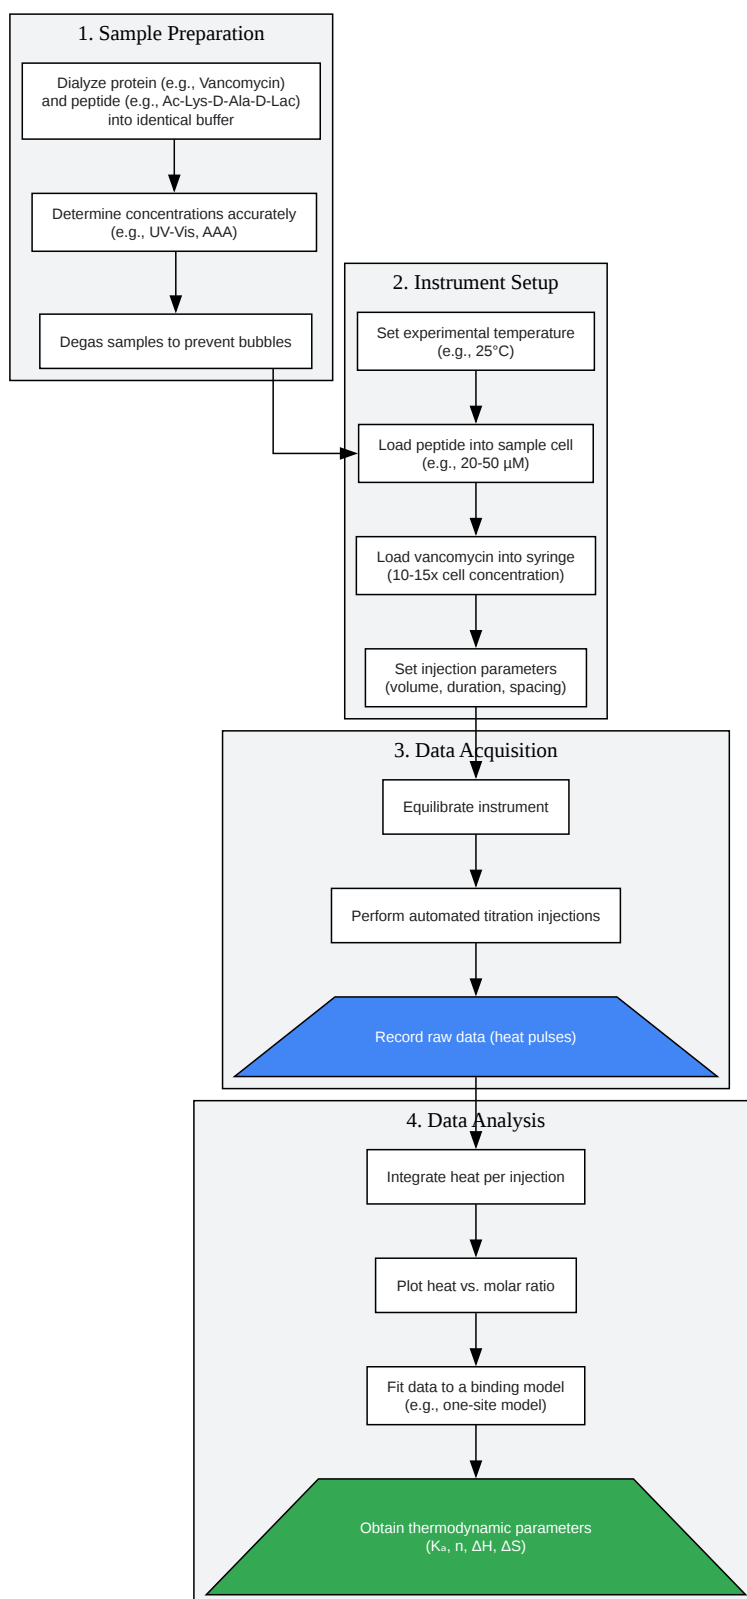 1. Sample Preparation
Dialyze protein (e.g., Vancomycin)
and peptide (e.g., Ac-Lys-D-Ala-D-Lac)
into identical buffer
Determine concentrations accurately
(e.g., UV-Vis, AAA)
Degas samples to prevent bubbles
2. Instrument Setup
Set experimental temperature
(e.g., 25°C)
Load peptide into sample cell
(e.g., 20-50 µM)
Load vancomycin into syringe
(10-15x cell concentration)
Set injection parameters
(volume, duration, spacing)
3. Data Acquisition
Equilibrate instrument
Perform automated titration injections
Record raw data (heat pulses)
4. Data Analysis
Integrate heat per injection
Plot heat vs. molar ratio
Fit data to a binding model
(e.g., one-site model)
Obtain thermodynamic parameters
(Kₐ, n, ΔH, ΔS)